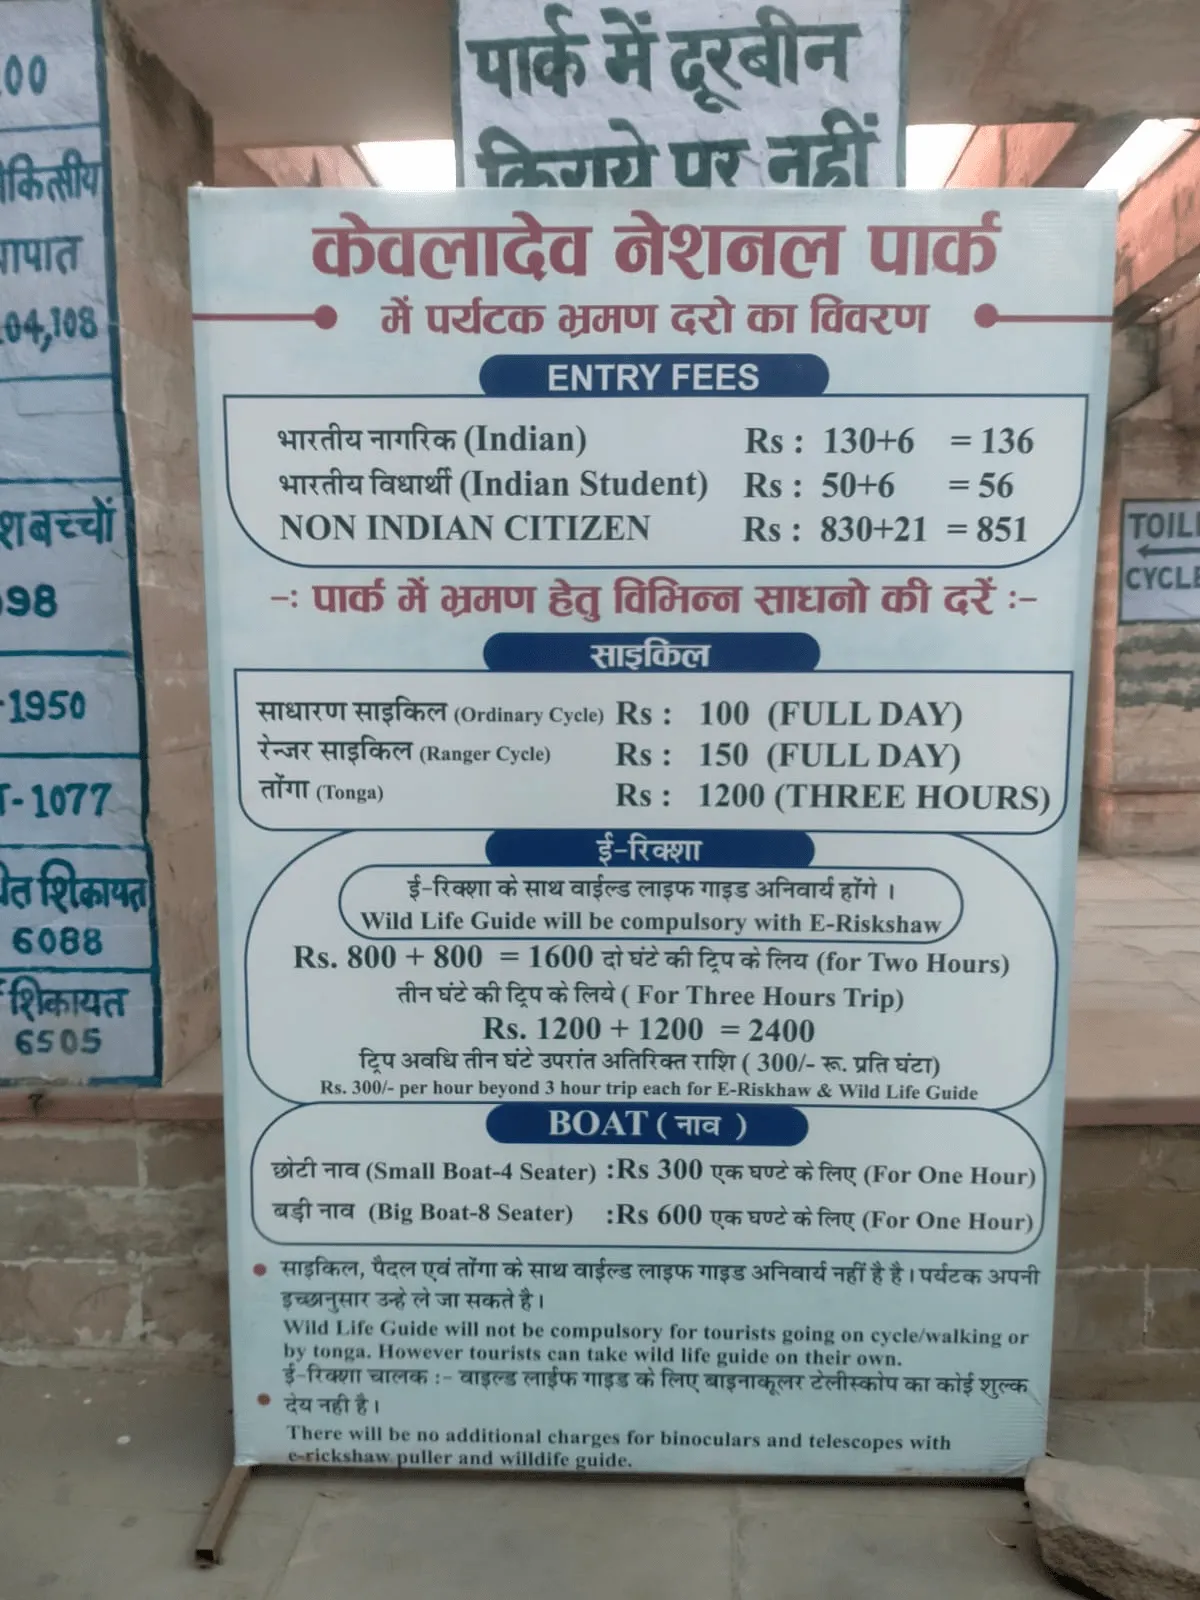 पार्क में दूरबीन
किराये पर नहीं
केवलादेव नेशनल पार्क
में पर्यटक भ्रमण दरो का विवरण
ENTRY FEES
भारतीय नागरिक (Indian) Rs : 130+6 = 136
भारतीय विधार्थी (Indian Student) Rs : 50+6 = 56
NON INDIAN CITIZEN Rs : 830+21 = 851
-: पार्क में भ्रमण हेतु विभिन्न साधनो की दरें :-
साइकिल
साधारण साइकिल (Ordinary Cycle) Rs : 100 (FULL DAY)
रेन्जर साइकिल (Ranger Cycle) Rs : 150 (FULL DAY)
तोंगा (Tonga) Rs : 1200 (THREE HOURS)
ई-रिक्शा
ई-रिक्शा के साथ वाईल्ड लाइफ गाइड अनिवार्य होंगे ।
Wild Life Guide will be compulsory with E-Riskshaw
Rs. 800 + 800 = 1600 दो घंटे की ट्रिप के लिय (for Two Hours)
तीन घंटे की ट्रिप के लिये ( For Three Hours Trip)
Rs. 1200 + 1200 = 2400
ट्रिप अवधि तीन घंटे उपरांत अतिरिक्त राशि ( 300/- रू. प्रति घंटा)
Rs. 300/- per hour beyond 3 hour trip each for E-Riskhaw & Wild Life Guide
BOAT ( नाव )
छोटी नाव (Small Boat-4 Seater) :Rs 300 एक घण्टे के लिए (For One Hour)
बड़ी नाव (Big Boat-8 Seater) :Rs 600 एक घण्टे के लिए (For One Hour)
• साइकिल, पैदल एवं तोंगा के साथ वाईल्ड लाइफ गाइड अनिवार्य नहीं है है। पर्यटक अपनी
इच्छानुसार उन्हे ले जा सकते है।
Wild Life Guide will not be compulsory for tourists going on cycle/walking or
by tonga. However tourists can take wild life guide on their own.
ई-रिक्शा चालक :- वाइल्ड लाईफ गाइड के लिए बाइनाकूलर टेलीस्कोप का कोई शुल्क
• देय नही है।
There will be no additional charges for binoculars and telescopes with
e-rickshaw puller and willdife guide.
00
04,108
बच्चों
98
1950
1077
शिकायत
6088
शिकायत
6505